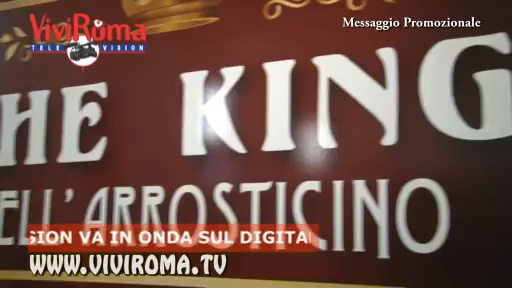 ViviRoma
TELEVISION
Messaggio Promozionale
HE KING
ELL'ARROSTICINO
SION VA IN ONDA SUL DIGITA
WWW.VIVIROMA.TV